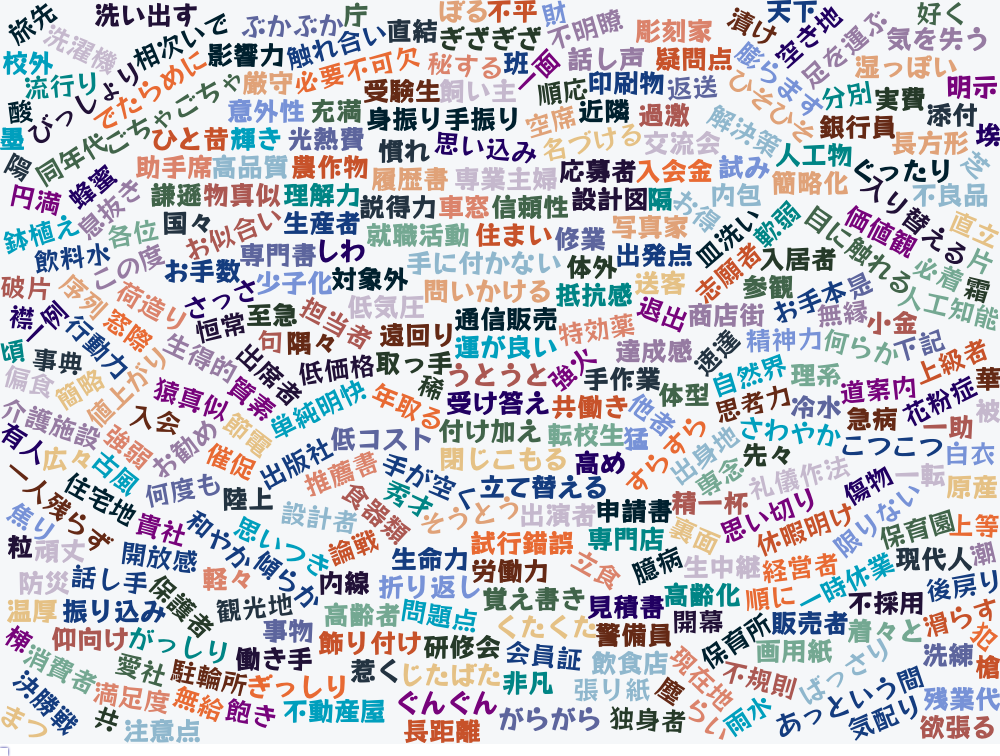 旅先
洗い出す
ぶかぶか
庁
ぼる
不平
財
天下
好く
洗濯機
相次いで
影響力
触れ合い
直結
ぎざぎざ
不明瞭
彫刻家
漬け
空き地
足を運ぶ
気を失う
校外
流行り
びっしょり
でたらめに
厳守
必要不可欠
秘する
班
一面
話し声
疑問点
膨らます
湿っぽい
酸
ごちゃごちゃ
意外性
充満
受験生
飼い主
順応
印刷物
返送
ひそひそ
分別
実費
明示
墨
同年代
ひと昔
輝き
光熱費
身振り手振り
空席
近隣
過激
解決策
銀行員
添付
埃
陽
慣れ
思い込み
名づける
交流会
人工物
長方形
芝
円満
蜂蜜
助手席
高品質
農作物
履歴書
専業主婦
応募者
入会金
試み
ぐったり
鉢植え
息抜き
謙遜
物真似
理解力
説得力
車窓
信頼性
設計図
隔
お得
内包
簡略化
入り替える
不良品
各位
国々
お似合い
生産者
就職活動
住まい
修業
写真家
皿洗い
軟弱
目に触れる
価値観
直立
飲料水
この度
お手数
専門書
しわ
手に付かない
体外
出発点
志願者
入居者
必着
片
破片
序列
荷造り
さっさ
少子化
対象外
問いかける
抵抗感
送客
参観
お手本
忌
人工知能
霜
襟
一例
窓際
恒常
至急
担当者
低気圧
通信販売
特効薬
退出
商店街
無縁
小金
頃
事典
行動力
生得的
句
隅々
遠回り
運が良い
達成感
速達
精神力
何らか
下記
偏食
簡略
値上がり
猿真似
質素
出席者
低価格
取っ手
稀
うとうと
強火
手作業
体型
自然界
理系
道案内
上級者
華
介護施設
入会
節電
単純明快
年取る
受け答え
共働き
他者
思考力
冷水
急病
花粉症
被
有人
広々
強弱
お勧め
催促
出版社
低コスト
付け加え
転校生
猛
すらすら
出身地
さわやか
こつこつ
一助
白衣
古風
何度も
推薦書
手が空く
閉じこもる
高め
専念
先々
礼儀作法
傷物
一転
原産
一人残らず
住宅地
陸上
設計者
食器類
秀才
立て替える
そうとう
出演者
申請書
精一杯
思い切り
休暇明け
限りない
保育園
上等
焦り
貴社
和やか
思いつき
論戦
試行錯誤
専門店
裏面
粒
頑丈
開放感
傾らか
生命力
労働力
立食
臆病
生中継
経営者
一時休業
現代人
潮
防災
話し手
保護者
軽々
内線
折り返し
覚え書き
見積書
高齢化
順に
不採用
後戻り
温厚
振り込み
観光地
高齢者
問題点
くたくた
警備員
開幕
保育所
販売者
着々と
滑らす
棟
仰向け
がっしり
事物
飾り付け
研修会
会員証
飲食店
現在地
画用紙
洗練
犯
消費者
愛社
駐輪所
働き手
惹く
じたばた
非凡
張り紙
塵
不規則
ばっさり
槍
決勝戦
満足度
無給
飽き
ぎっしり
不動産屋
ぐんぐん
がらがら
独身者
らい
雨水
あっという間
残業代
まつ
共
注意点
長距離
気配り
欲張る